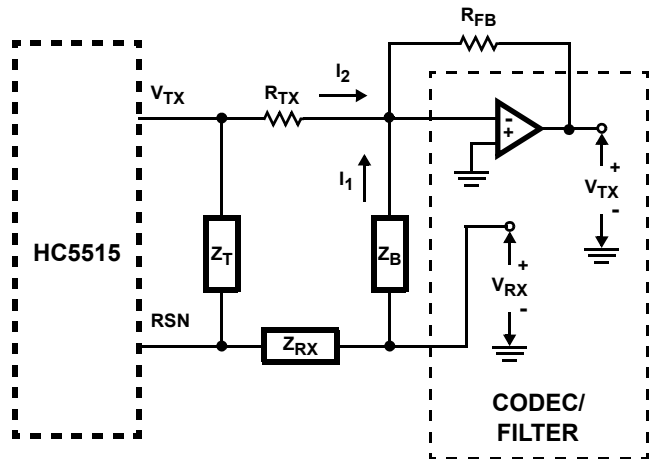 RFB
I2
VTX
RTX
-
+
I1
+
VTX
-
HC5515
ZT
ZB
+
VRX
-
RSN
ZRX
CODEC/
FILTER